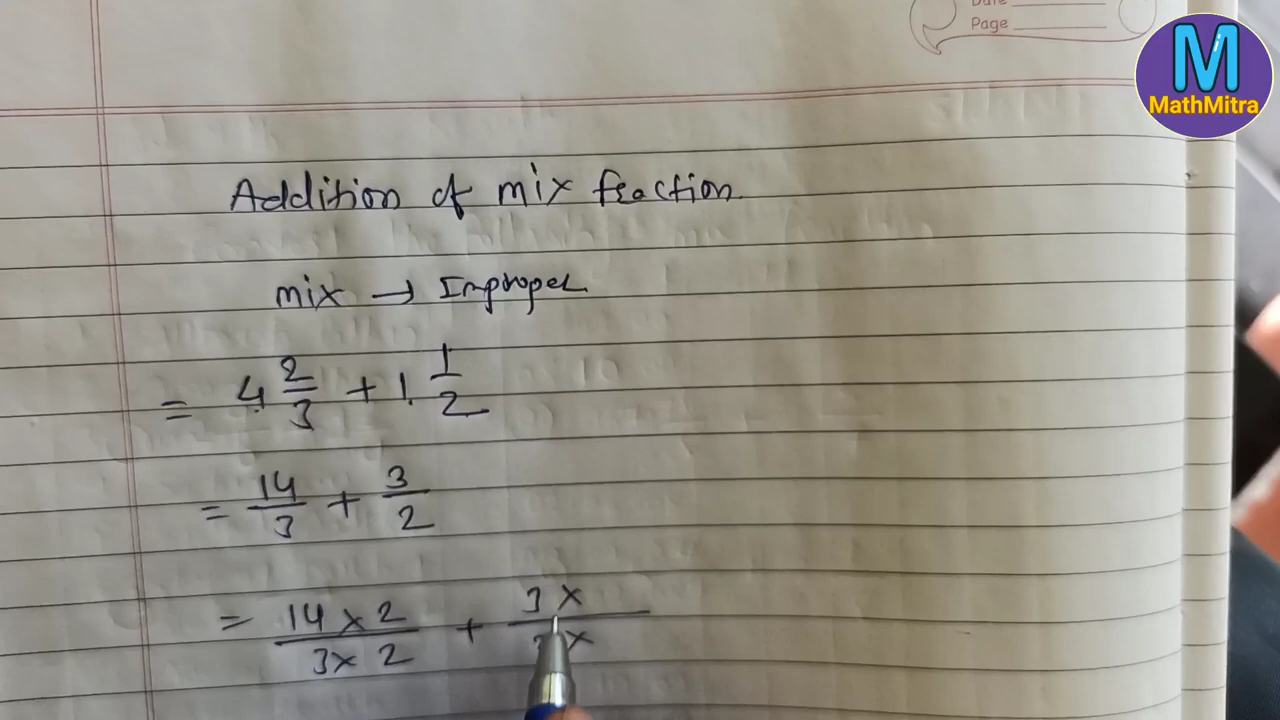 Date
Page
M
MathMitra
Addition of mix fraction.
mix → Improper
= 4 2/3 + 1 1/2
= 14/3 + 3/2
= 14 x 2 / 3 x 2 + 3 x / x